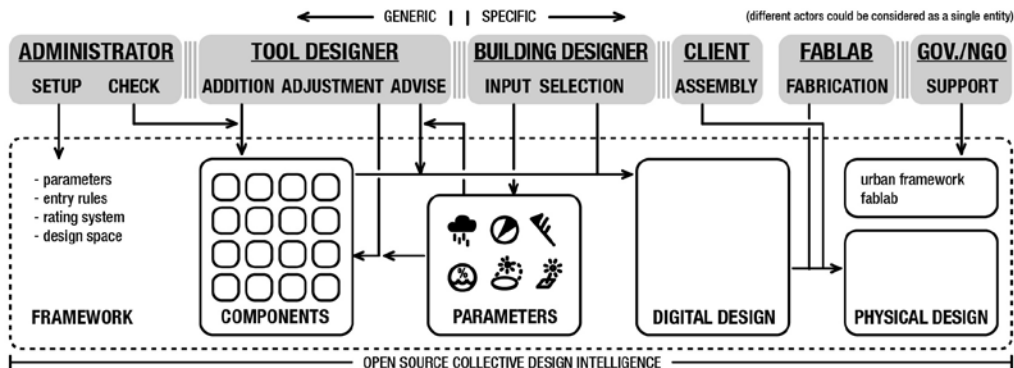 GENERIC SPECIFIC
(different actors could be considered as a single entity)
ADMINISTRATOR TOOL DESIGNER BUILDING DESIGNER CLIENT FABLAB GOV./NGO
SETUP CHECK ADDITION ADJUSTMENT ADVISE INPUT SELECTION ASSEMBLY FABRICATION SUPPORT
- parameters
- entry rules
- rating system
- design space
urban framework
fablab
%
FRAMEWORK COMPONENTS PARAMETERS DIGITAL DESIGN PHYSICAL DESIGN
OPEN SOURCE COLLECTIVE DESIGN INTELLIGENCE